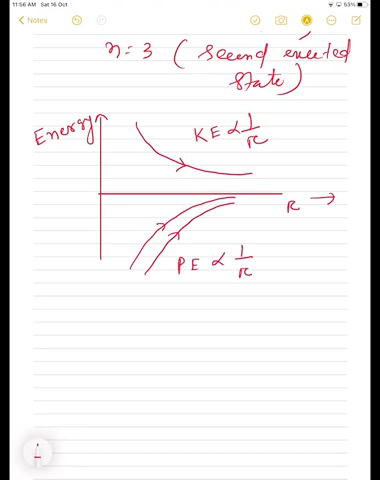 11:56 AM Sat 16 Oct
53%
Notes
n = 3 ( second excited
state )
Energy
KE ∝ 1/r
r →
PE ∝ 1/r